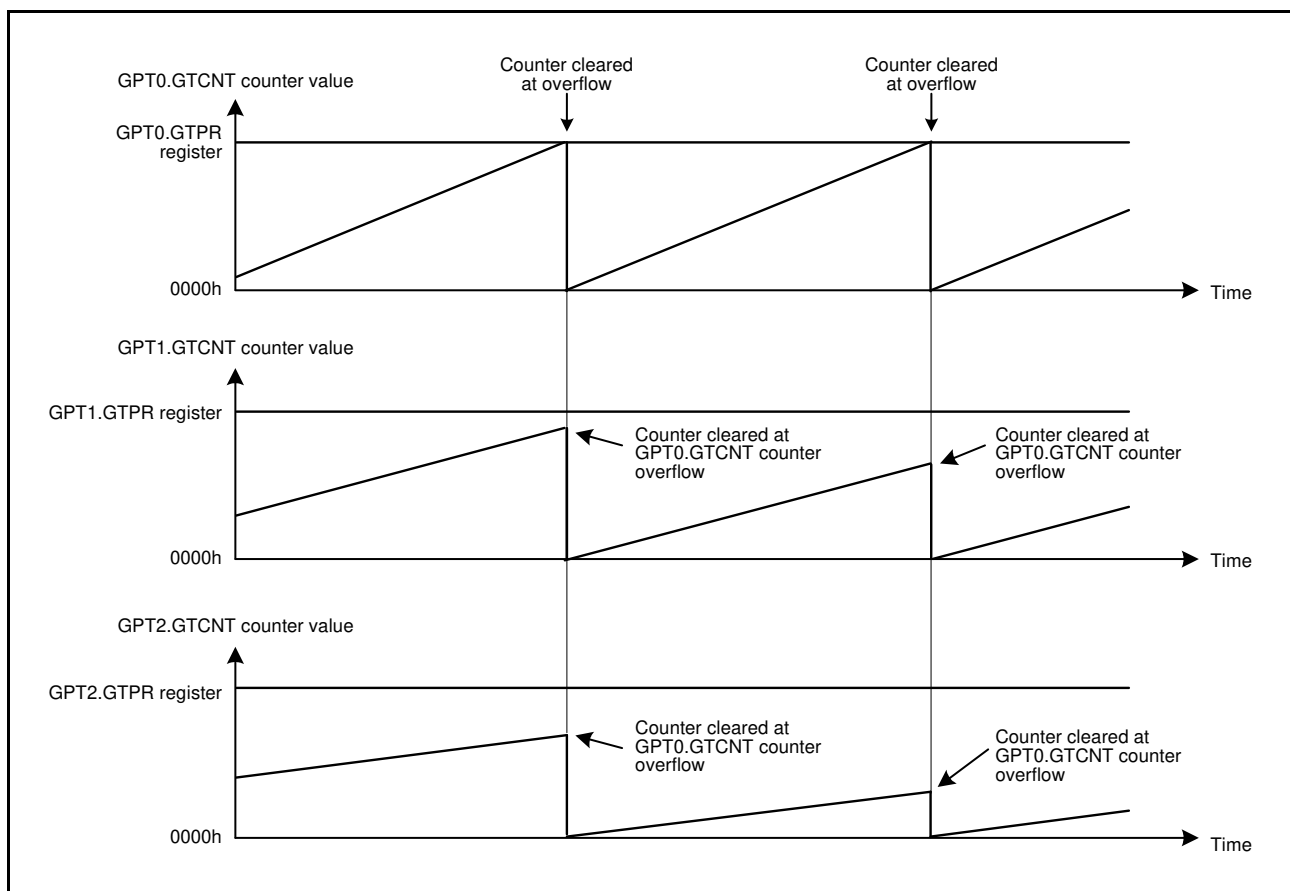 GPT0.GTCNT counter value
Counter cleared
at overflow
Counter cleared
at overflow
GPT0.GTPR
register
0000h
Time
GPT1.GTCNT counter value
GPT1.GTPR register
Counter cleared at
GPT0.GTCNT counter
overflow
Counter cleared at
GPT0.GTCNT counter
overflow
0000h
Time
GPT2.GTCNT counter value
GPT2.GTPR register
Counter cleared at
GPT0.GTCNT counter
overflow
Counter cleared at
GPT0.GTCNT counter
overflow
0000h
Time